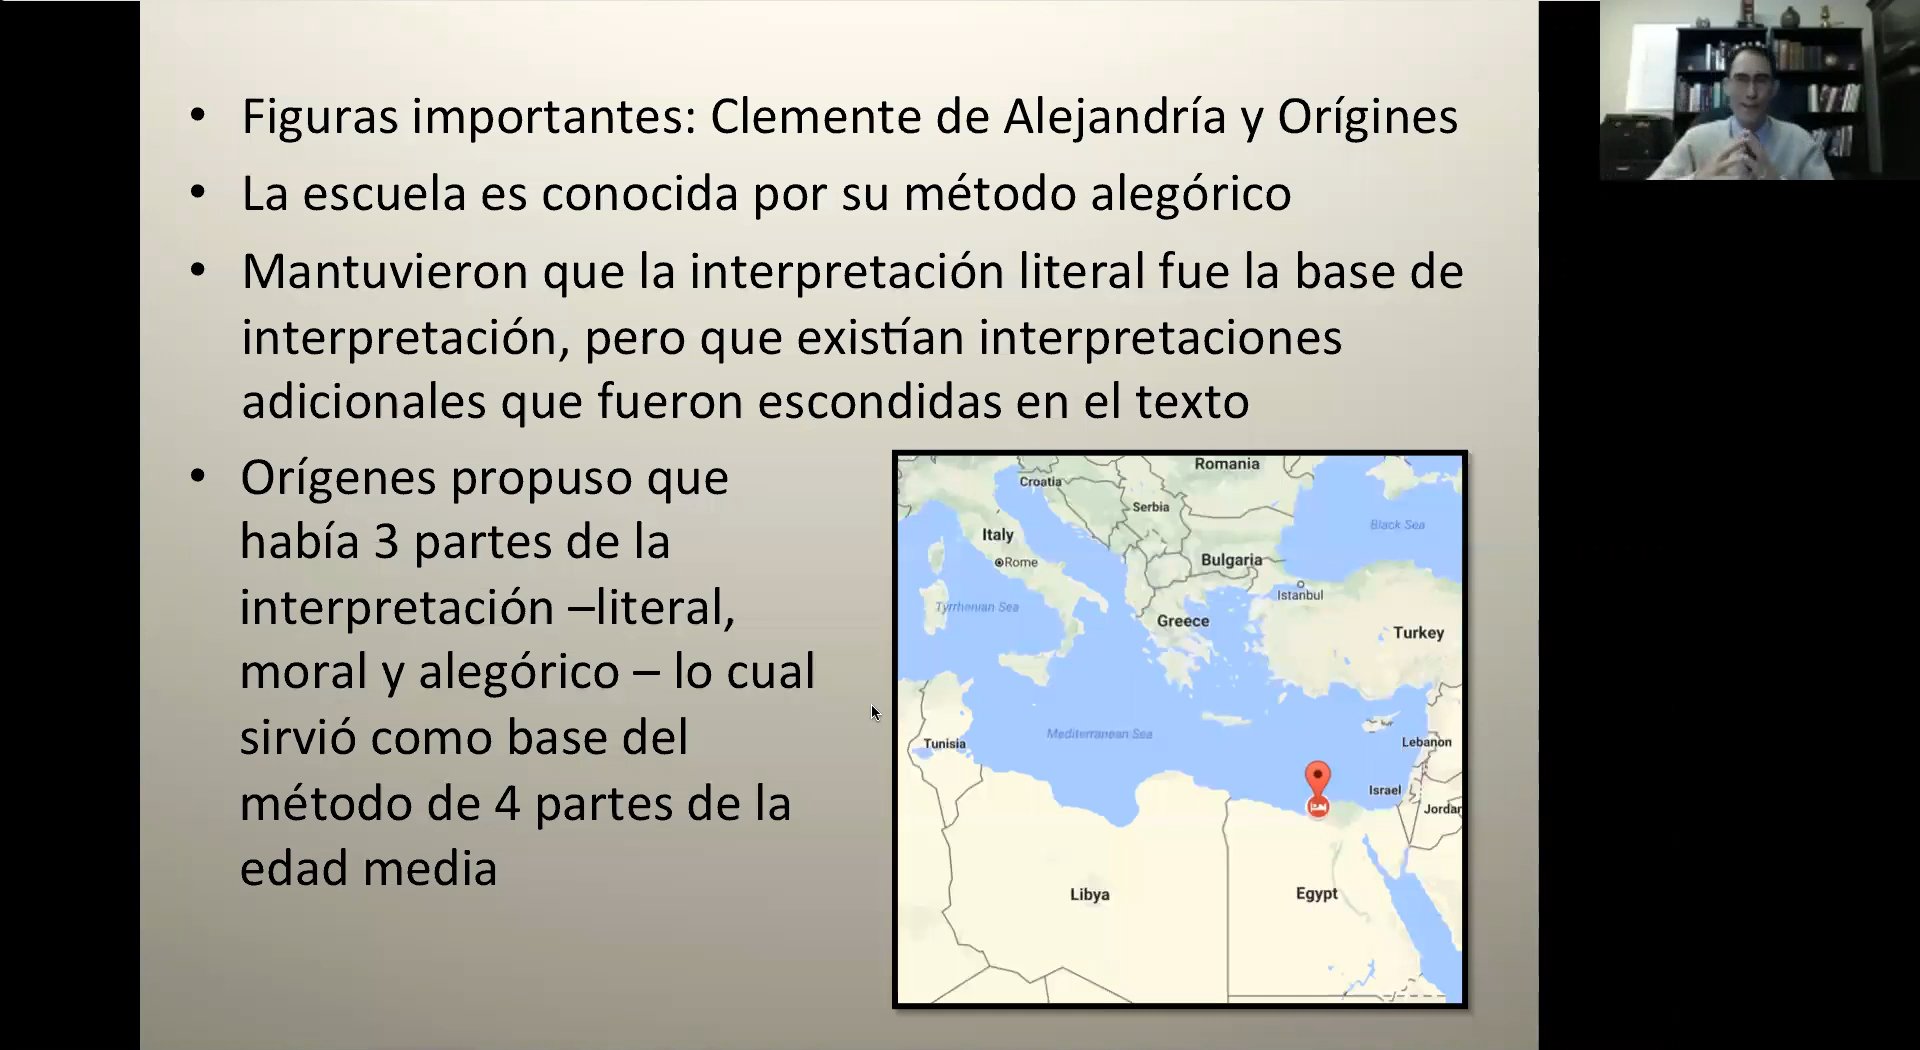 • Figuras importantes: Clemente de Alejandría y Orígines
• La escuela es conocida por su método alegórico
• Mantuvieron que la interpretación literal fue la base de
interpretación, pero que existían interpretaciones
adicionales que fueron escondidas en el texto
• Orígenes propuso que
había 3 partes de la
interpretación –literal,
moral y alegórico – lo cual
sirvió como base del
método de 4 partes de la
edad media
Romania
Croatia
Serbia
Black Sea
Italy
Rome
Bulgaria
Istanbul
Tyrrhenian Sea
Greece
Turkey
Mediterranean Sea
Tunisia
Lebanon
Israel
Jordan
Libya
Egypt